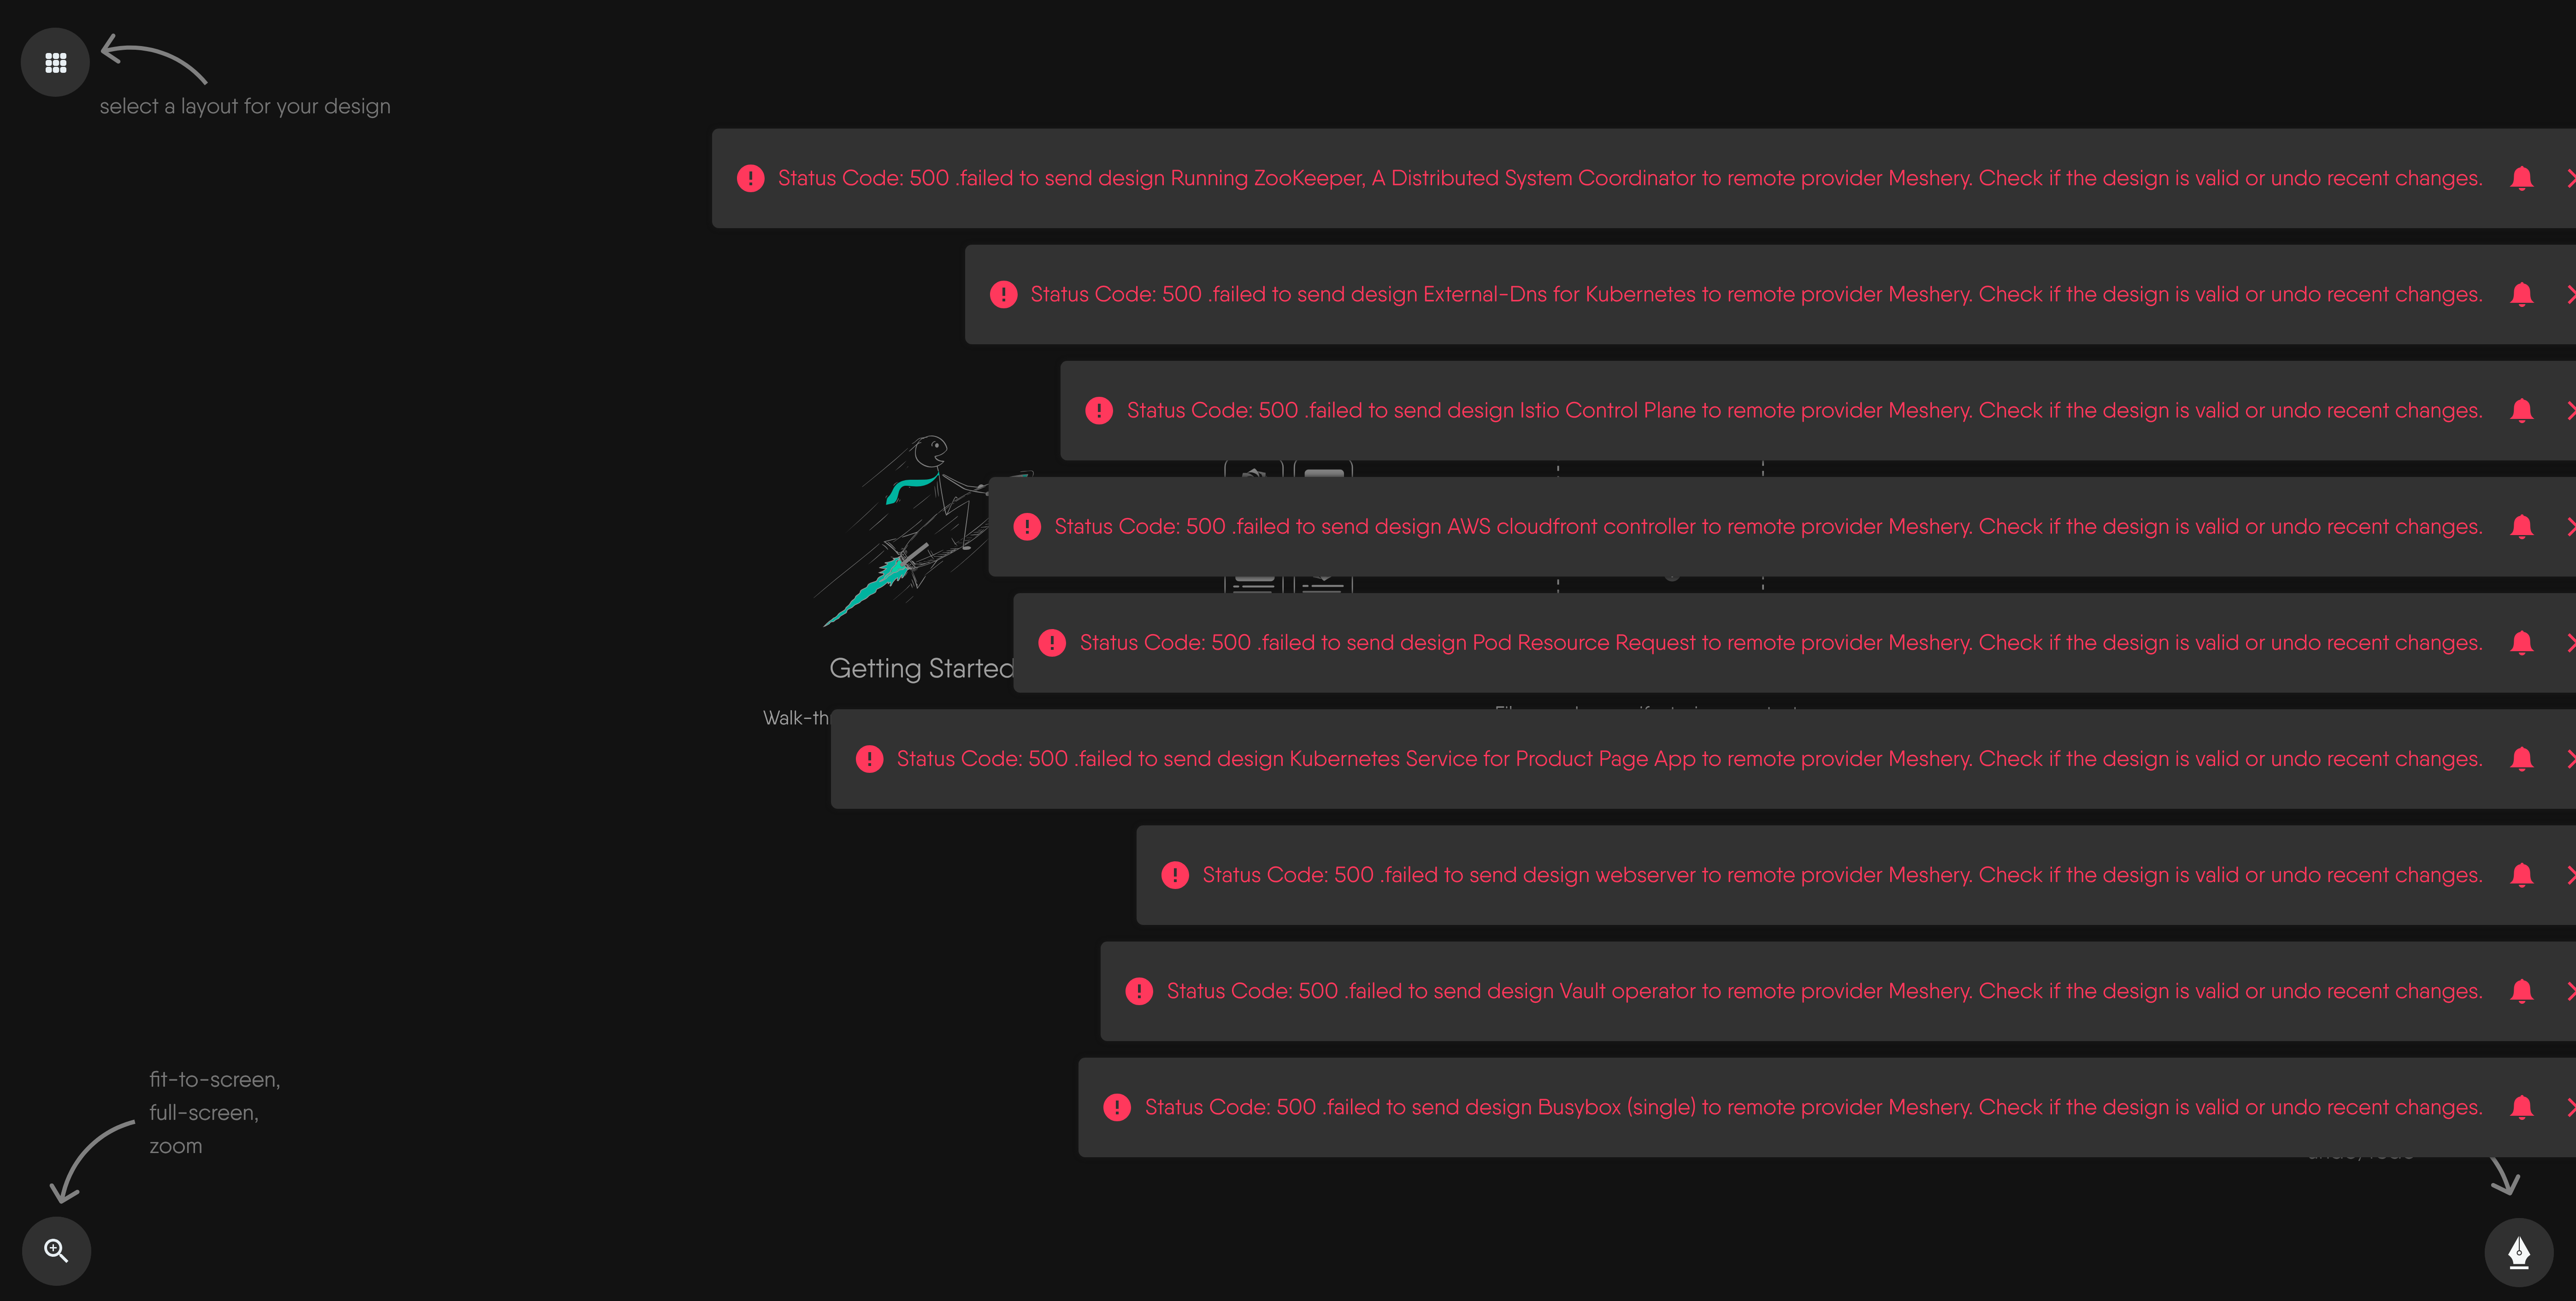 select a layout for your design
Status Code: 500 .failed to send design Running ZooKeeper, A Distributed System Coordinator to remote provider Meshery. Check if the design is valid or undo recent changes.
Status Code: 500 .failed to send design External-Dns for Kubernetes to remote provider Meshery. Check if the design is valid or undo recent changes.
Status Code: 500 .failed to send design Istio Control Plane to remote provider Meshery. Check if the design is valid or undo recent changes.
Status Code: 500 .failed to send design AWS cloudfront controller to remote provider Meshery. Check if the design is valid or undo recent changes.
Status Code: 500 .failed to send design Pod Resource Request to remote provider Meshery. Check if the design is valid or undo recent changes.
Getting Started
Walk-th
Status Code: 500 .failed to send design Kubernetes Service for Product Page App to remote provider Meshery. Check if the design is valid or undo recent changes.
Status Code: 500 .failed to send design webserver to remote provider Meshery. Check if the design is valid or undo recent changes.
Status Code: 500 .failed to send design Vault operator to remote provider Meshery. Check if the design is valid or undo recent changes.
Status Code: 500 .failed to send design Busybox (single) to remote provider Meshery. Check if the design is valid or undo recent changes.
fit-to-screen,
full-screen,
zoom